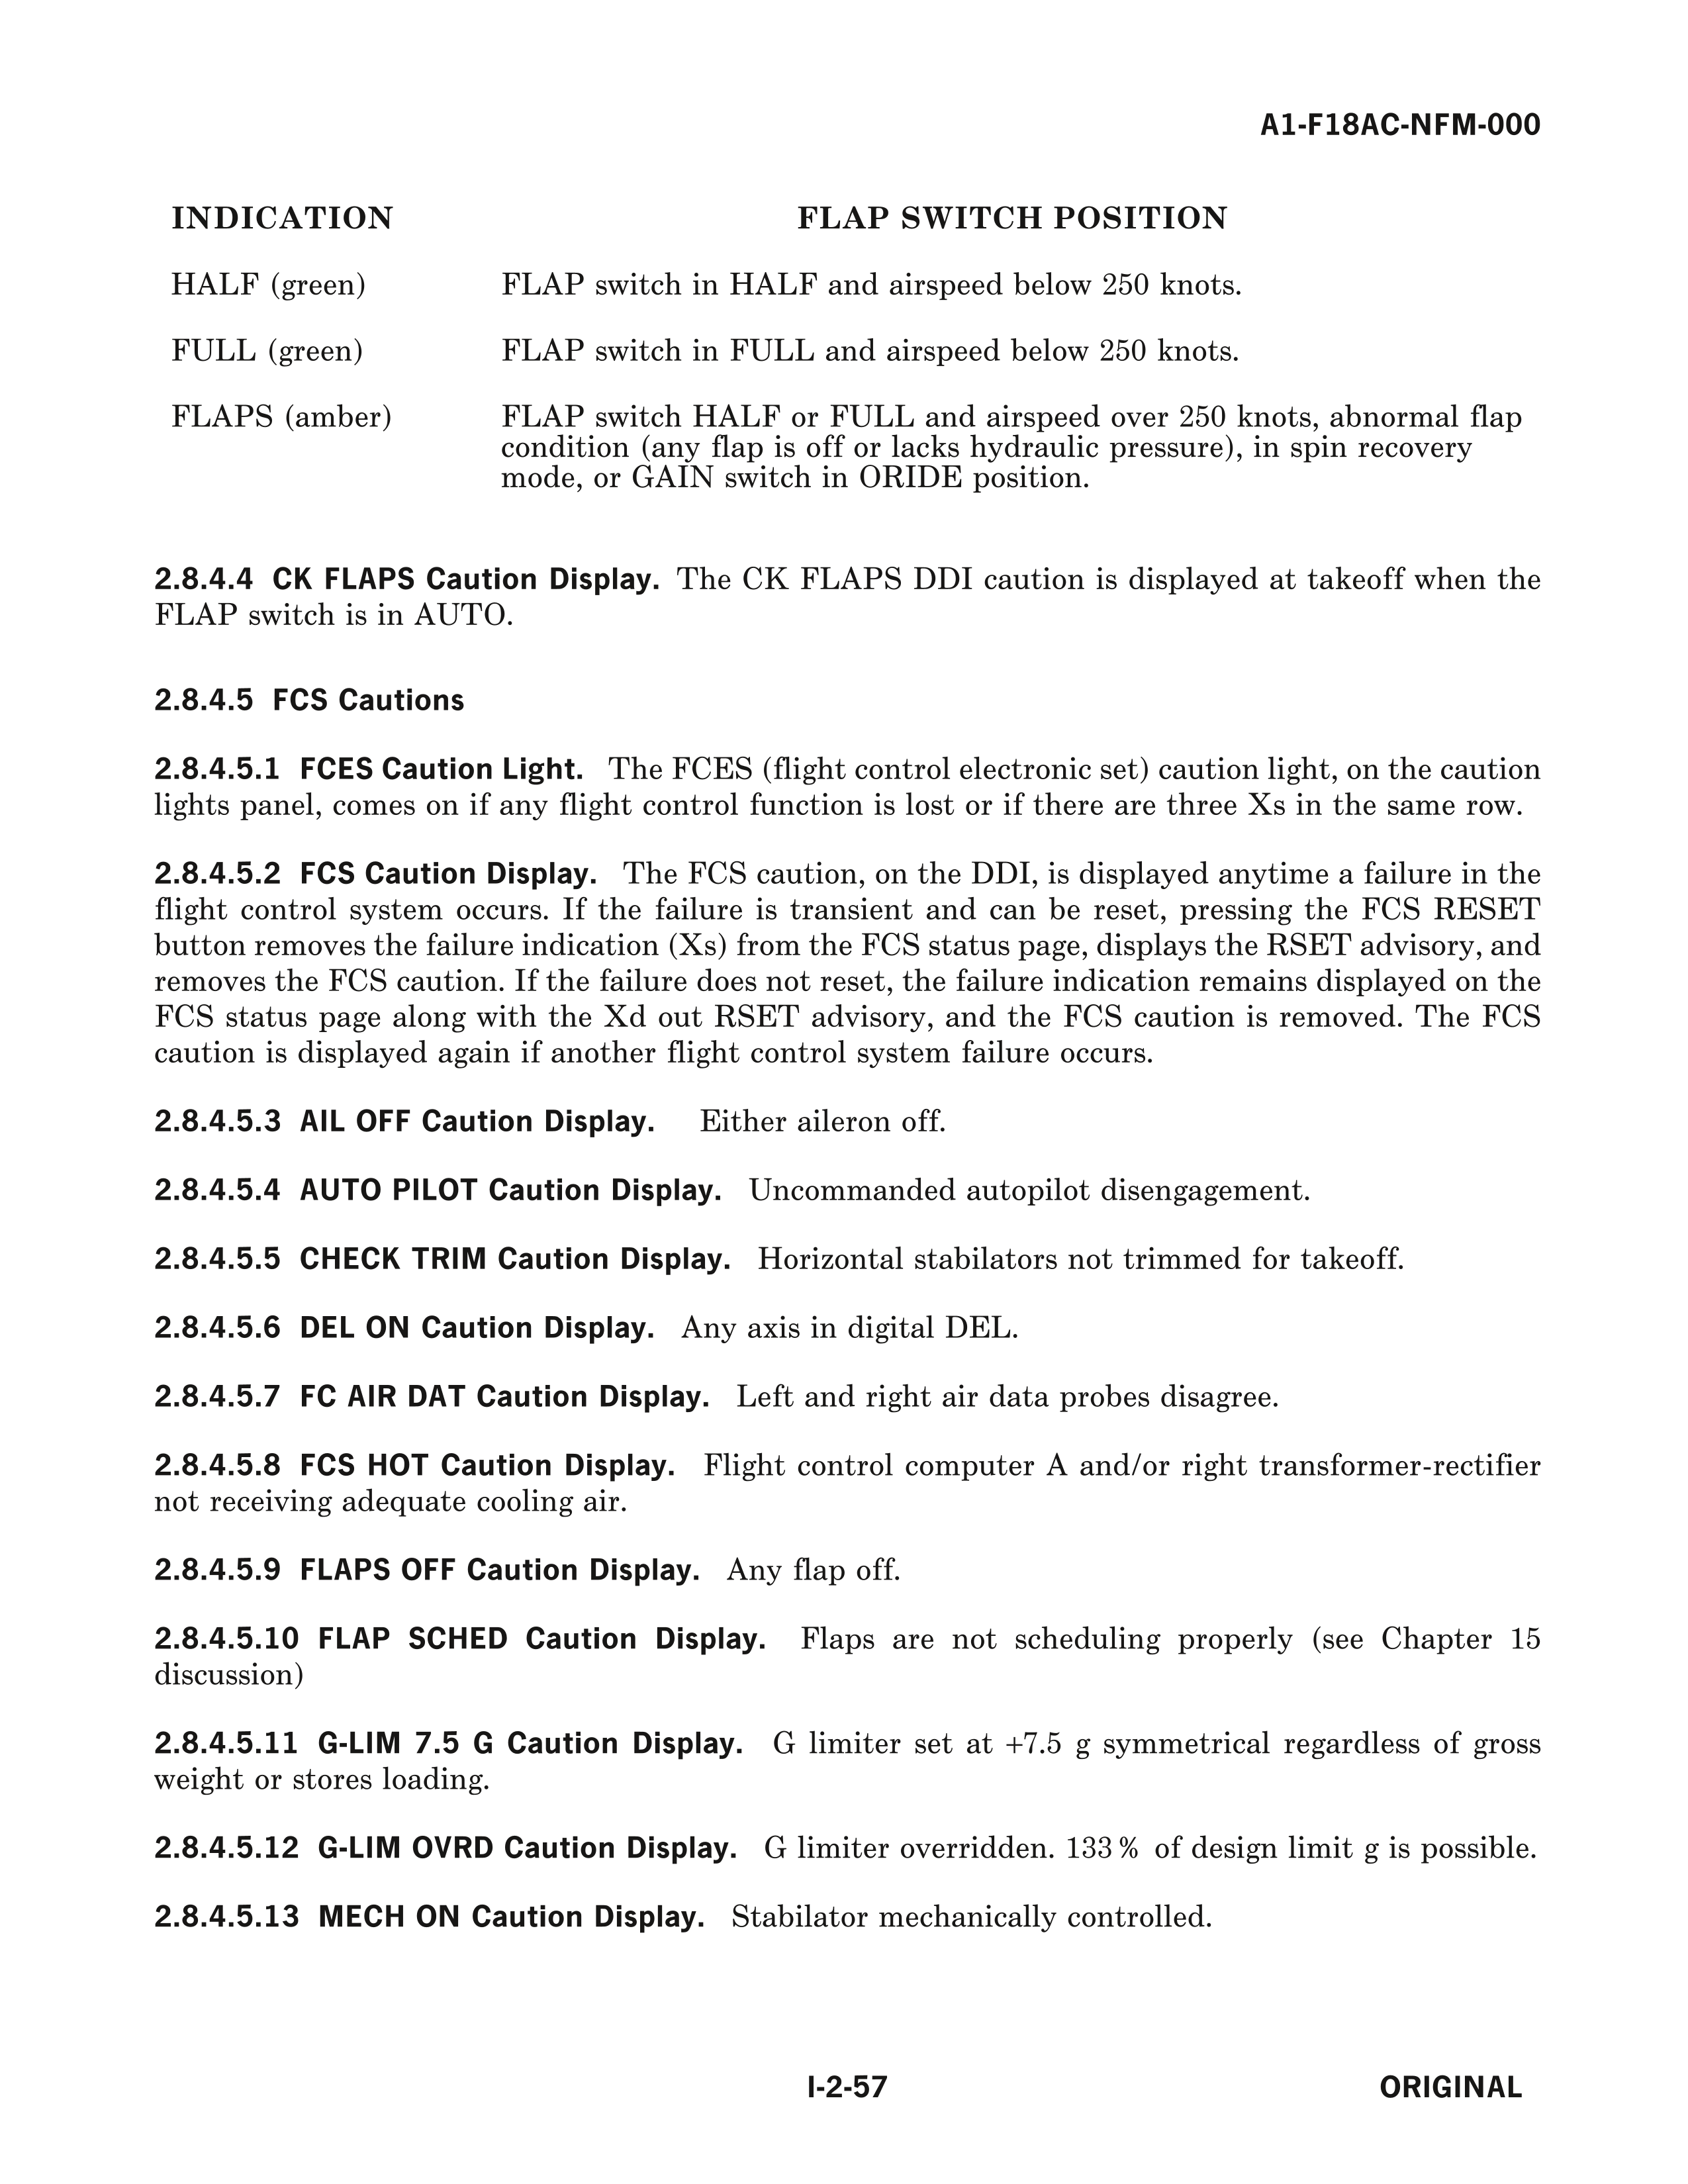 A1-F18AC-NFM-000
INDICATION FLAP SWITCH POSITION
HALF (green) FLAP switch in HALF and airspeed below 250 knots.
FULL (green) FLAP switch in FULL and airspeed below 250 knots.
FLAPS (amber) FLAP switch HALF or FULL and airspeed over 250 knots, abnormal flap
condition (any flap is off or lacks hydraulic pressure), in spin recovery
mode, or GAIN switch in ORIDE position.
2.8.4.4 CK FLAPS Caution Display. The CK FLAPS DDI caution is displayed at takeoff when the
FLAP switch is in AUTO.
2.8.4.5 FCS Cautions
2.8.4.5.1 FCES Caution Light. The FCES (flight control electronic set) caution light, on the caution
lights panel, comes on if any flight control function is lost or if there are three Xs in the same row.
2.8.4.5.2 FCS Caution Display. The FCS caution, on the DDI, is displayed anytime a failure in the
flight control system occurs. If the failure is transient and can be reset, pressing the FCS RESET
button removes the failure indication (Xs) from the FCS status page, displays the RSET advisory, and
removes the FCS caution. If the failure does not reset, the failure indication remains displayed on the
FCS status page along with the Xd out RSET advisory, and the FCS caution is removed. The FCS
caution is displayed again if another flight control system failure occurs.
2.8.4.5.3 AIL OFF Caution Display. Either aileron off.
2.8.4.5.4 AUTO PILOT Caution Display. Uncommanded autopilot disengagement.
2.8.4.5.5 CHECK TRIM Caution Display. Horizontal stabilators not trimmed for takeoff.
2.8.4.5.6 DEL ON Caution Display. Any axis in digital DEL.
2.8.4.5.7 FC AIR DAT Caution Display. Left and right air data probes disagree.
2.8.4.5.8 FCS HOT Caution Display. Flight control computer A and/or right transformer-rectifier
not receiving adequate cooling air.
2.8.4.5.9 FLAPS OFF Caution Display. Any flap off.
2.8.4.5.10 FLAP SCHED Caution Display. Flaps are not scheduling properly (see Chapter 15
discussion)
2.8.4.5.11 G-LIM 7.5 G Caution Display. G limiter set at +7.5 g symmetrical regardless of gross
weight or stores loading.
2.8.4.5.12 G-LIM OVRD Caution Display. G limiter overridden. 133% of design limit g is possible.
2.8.4.5.13 MECH ON Caution Display. Stabilator mechanically controlled.
I-2-57 ORIGINAL